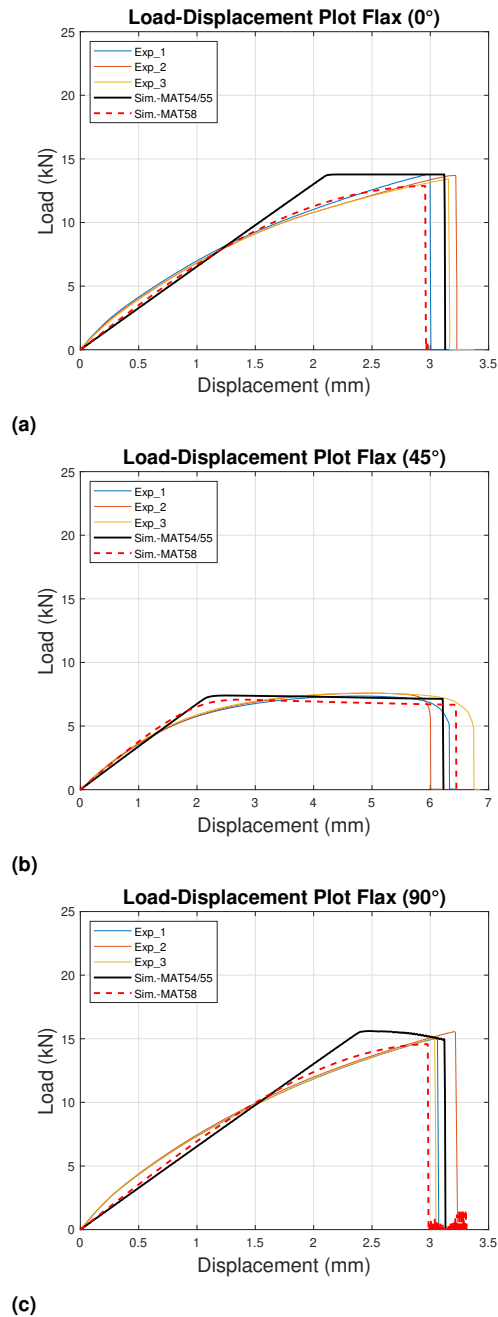 Load-Displacement Plot Flax (0°)
25
20
15
10
5
0
Load (kN)
Exp_1
Exp_2
Exp_3
Sim.-MAT54/55
Sim.-MAT58
0 0.5 1 1.5 2 2.5 3 3.5
Displacement (mm)
(a)
Load-Displacement Plot Flax (45°)
25
20
15
10
5
0
Load (kN)
Exp_1
Exp_2
Exp_3
Sim.-MAT54/55
Sim.-MAT58
0 1 2 3 4 5 6 7
Displacement (mm)
(b)
Load-Displacement Plot Flax (90°)
25
20
15
10
5
0
Load (kN)
Exp_1
Exp_2
Exp_3
Sim.-MAT54/55
Sim.-MAT58
0 0.5 1 1.5 2 2.5 3 3.5
Displacement (mm)
(c)